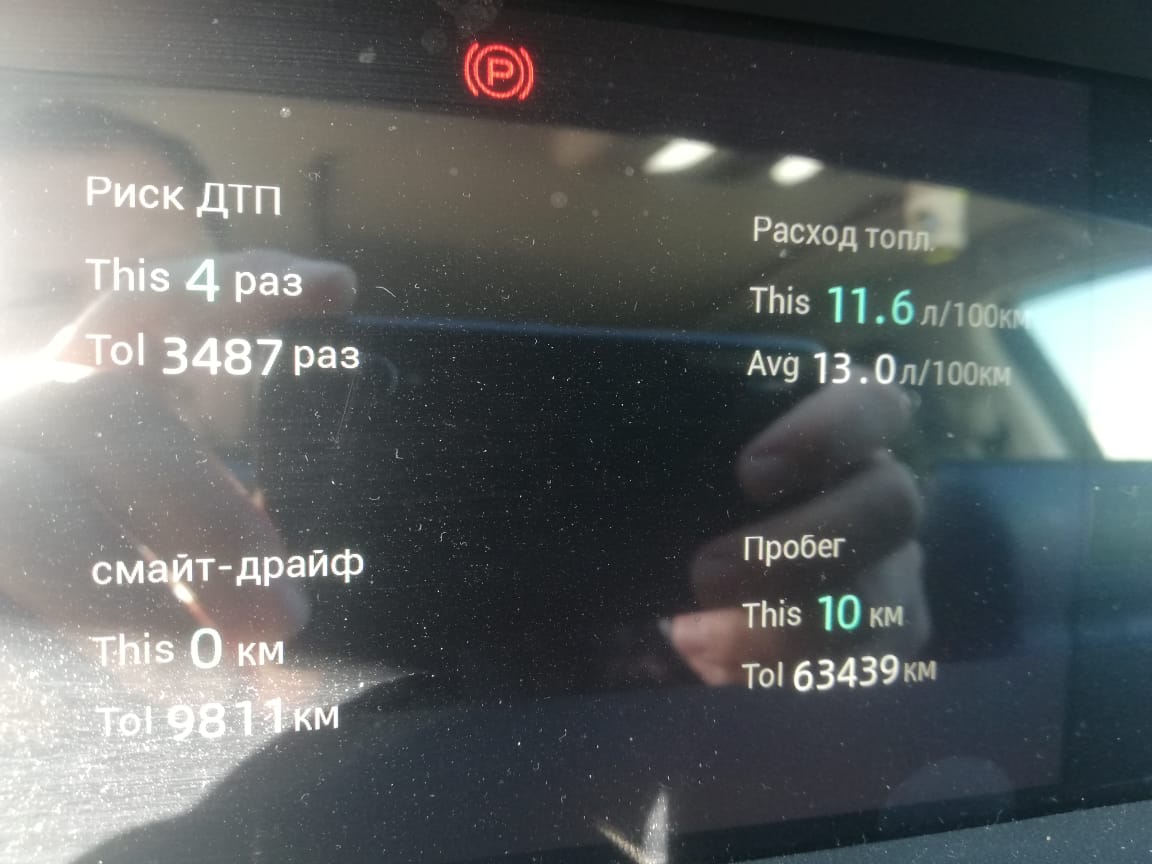 P
Риск ДТП
This 4 раз
Tol 3487 раз
Расход топл.
This 11.6 л/100км
Avg 13.0 л/100км
смайт-драйф
This 0 км
Tol 9811 км
Пробег
This 10 км
Tol 63439 км